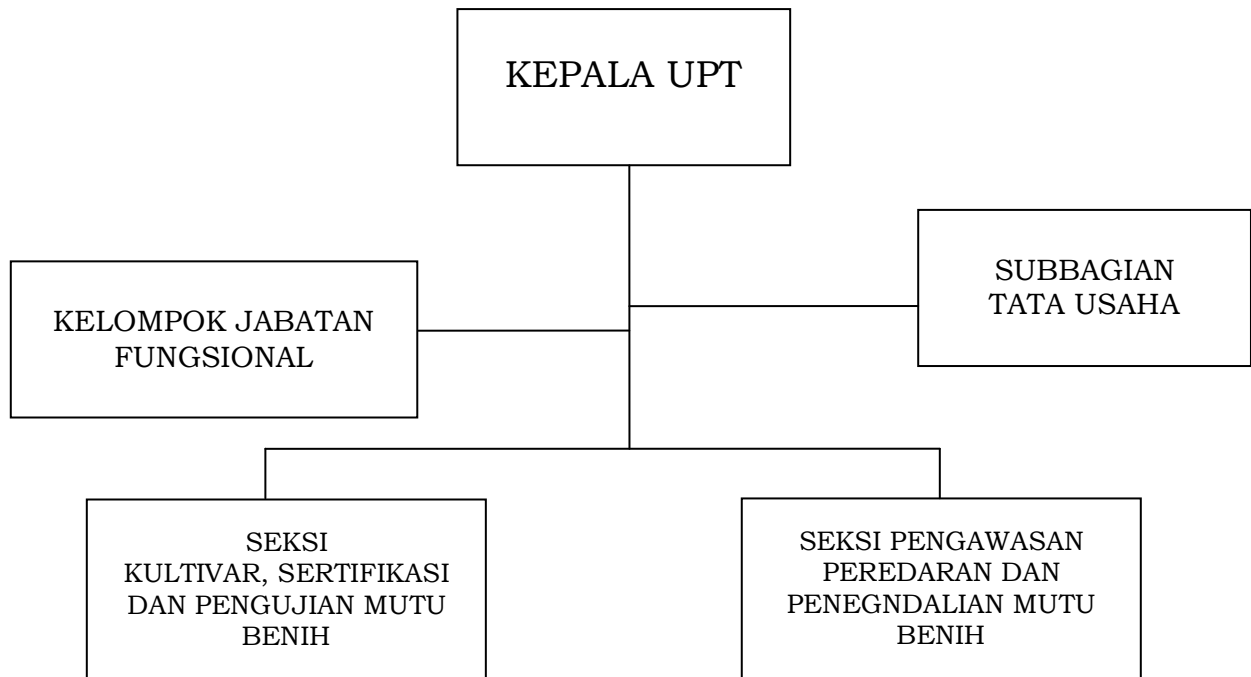 KEPALA UPT
SUBBAGIAN
TATA USAHA
KELOMPOK JABATAN
FUNGSIONAL
SEKSI
KULTIVAR, SERTIFIKASI
DAN PENGUJIAN MUTU
BENIH
SEKSI PENGAWASAN
PEREDARAN DAN
PENEGNDALIAN MUTU
BENIH